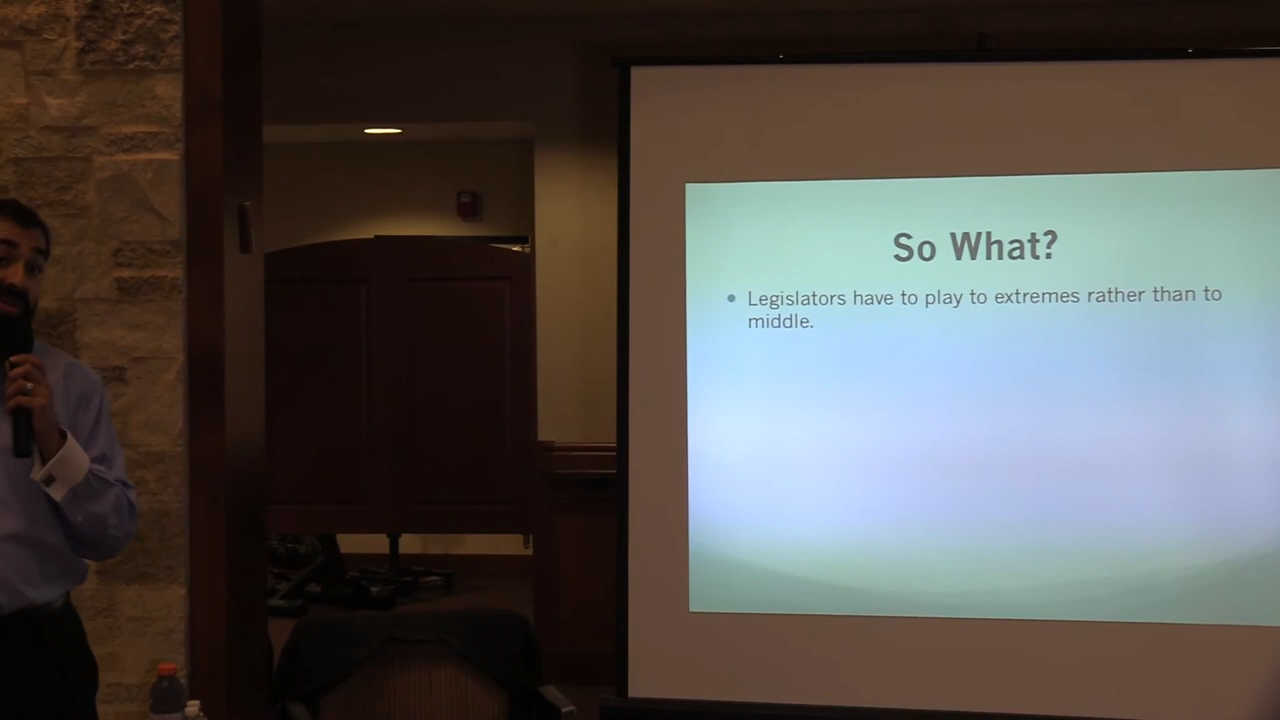 So What?
Legislators have to play to extremes rather than to
middle.